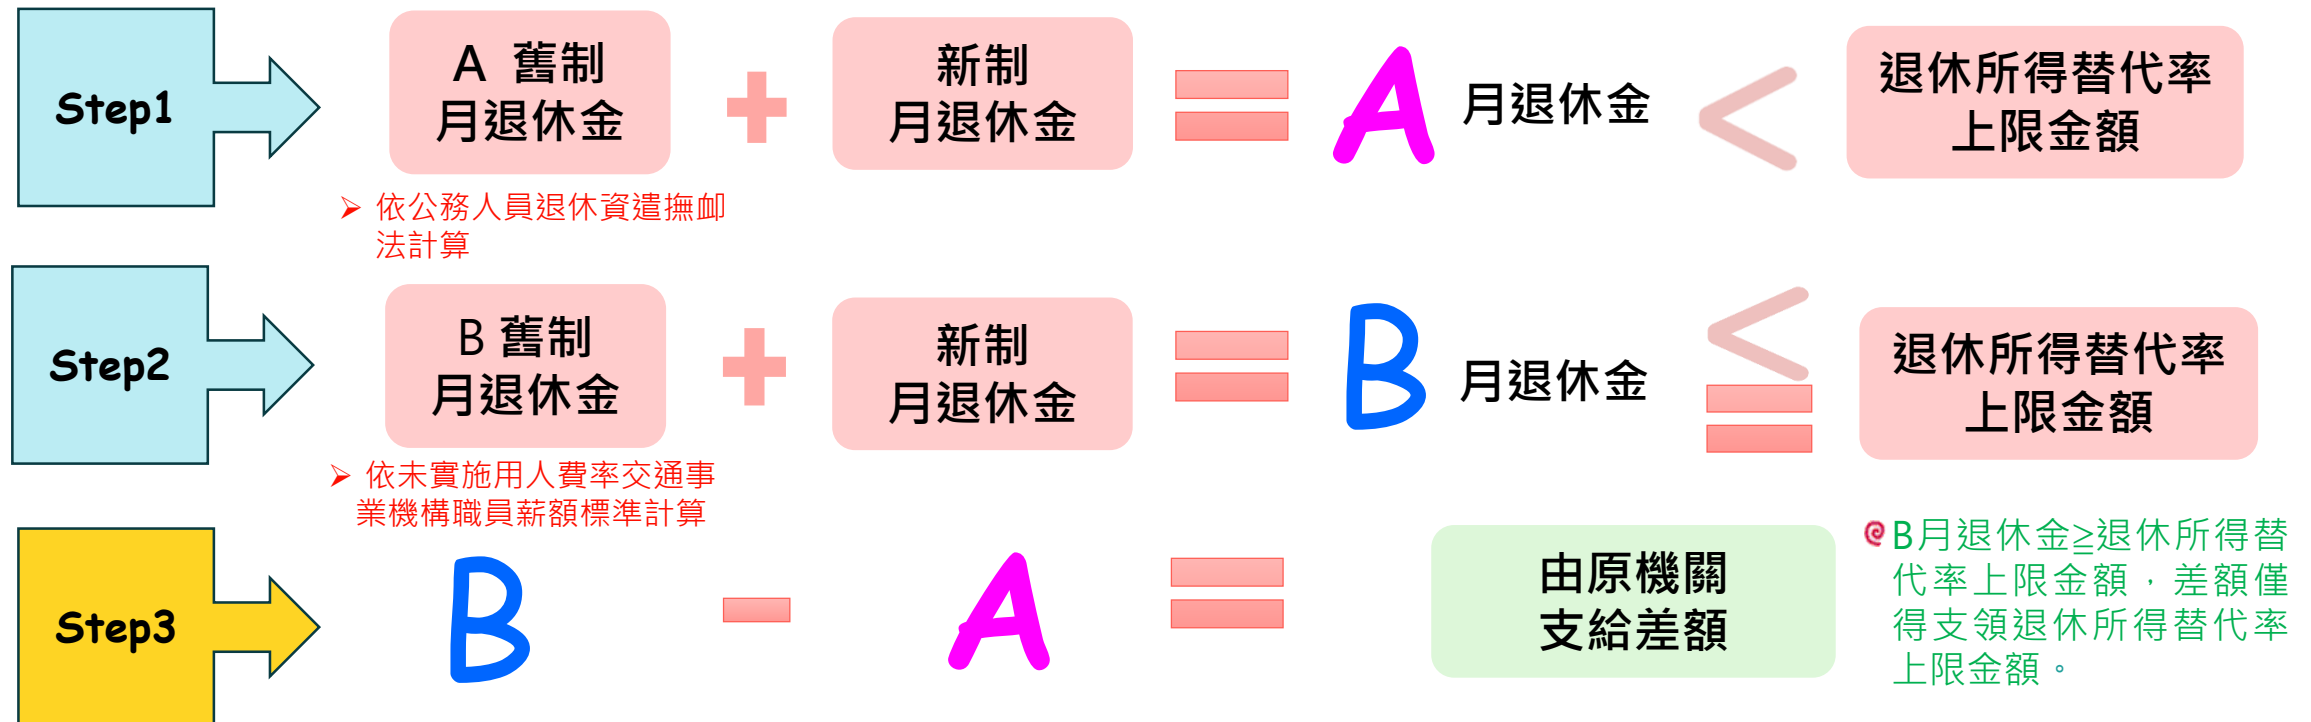 Step1
A 舊制
月退休金
+
新制
月退休金
=
A 月退休金
<
退休所得替代率
上限金額
➢ 依公務人員退休資遣撫卹
法計算
Step2
B 舊制
月退休金
+
新制
月退休金
=
B 月退休金
<
=
退休所得替代率
上限金額
➢ 依未實施用人費率交通事
業機構職員薪額標準計算
Step3
B
-
A
=
由原機關
支給差額
B月退休金≧退休所得替
代率上限金額，差額僅
得支領退休所得替代率
上限金額。